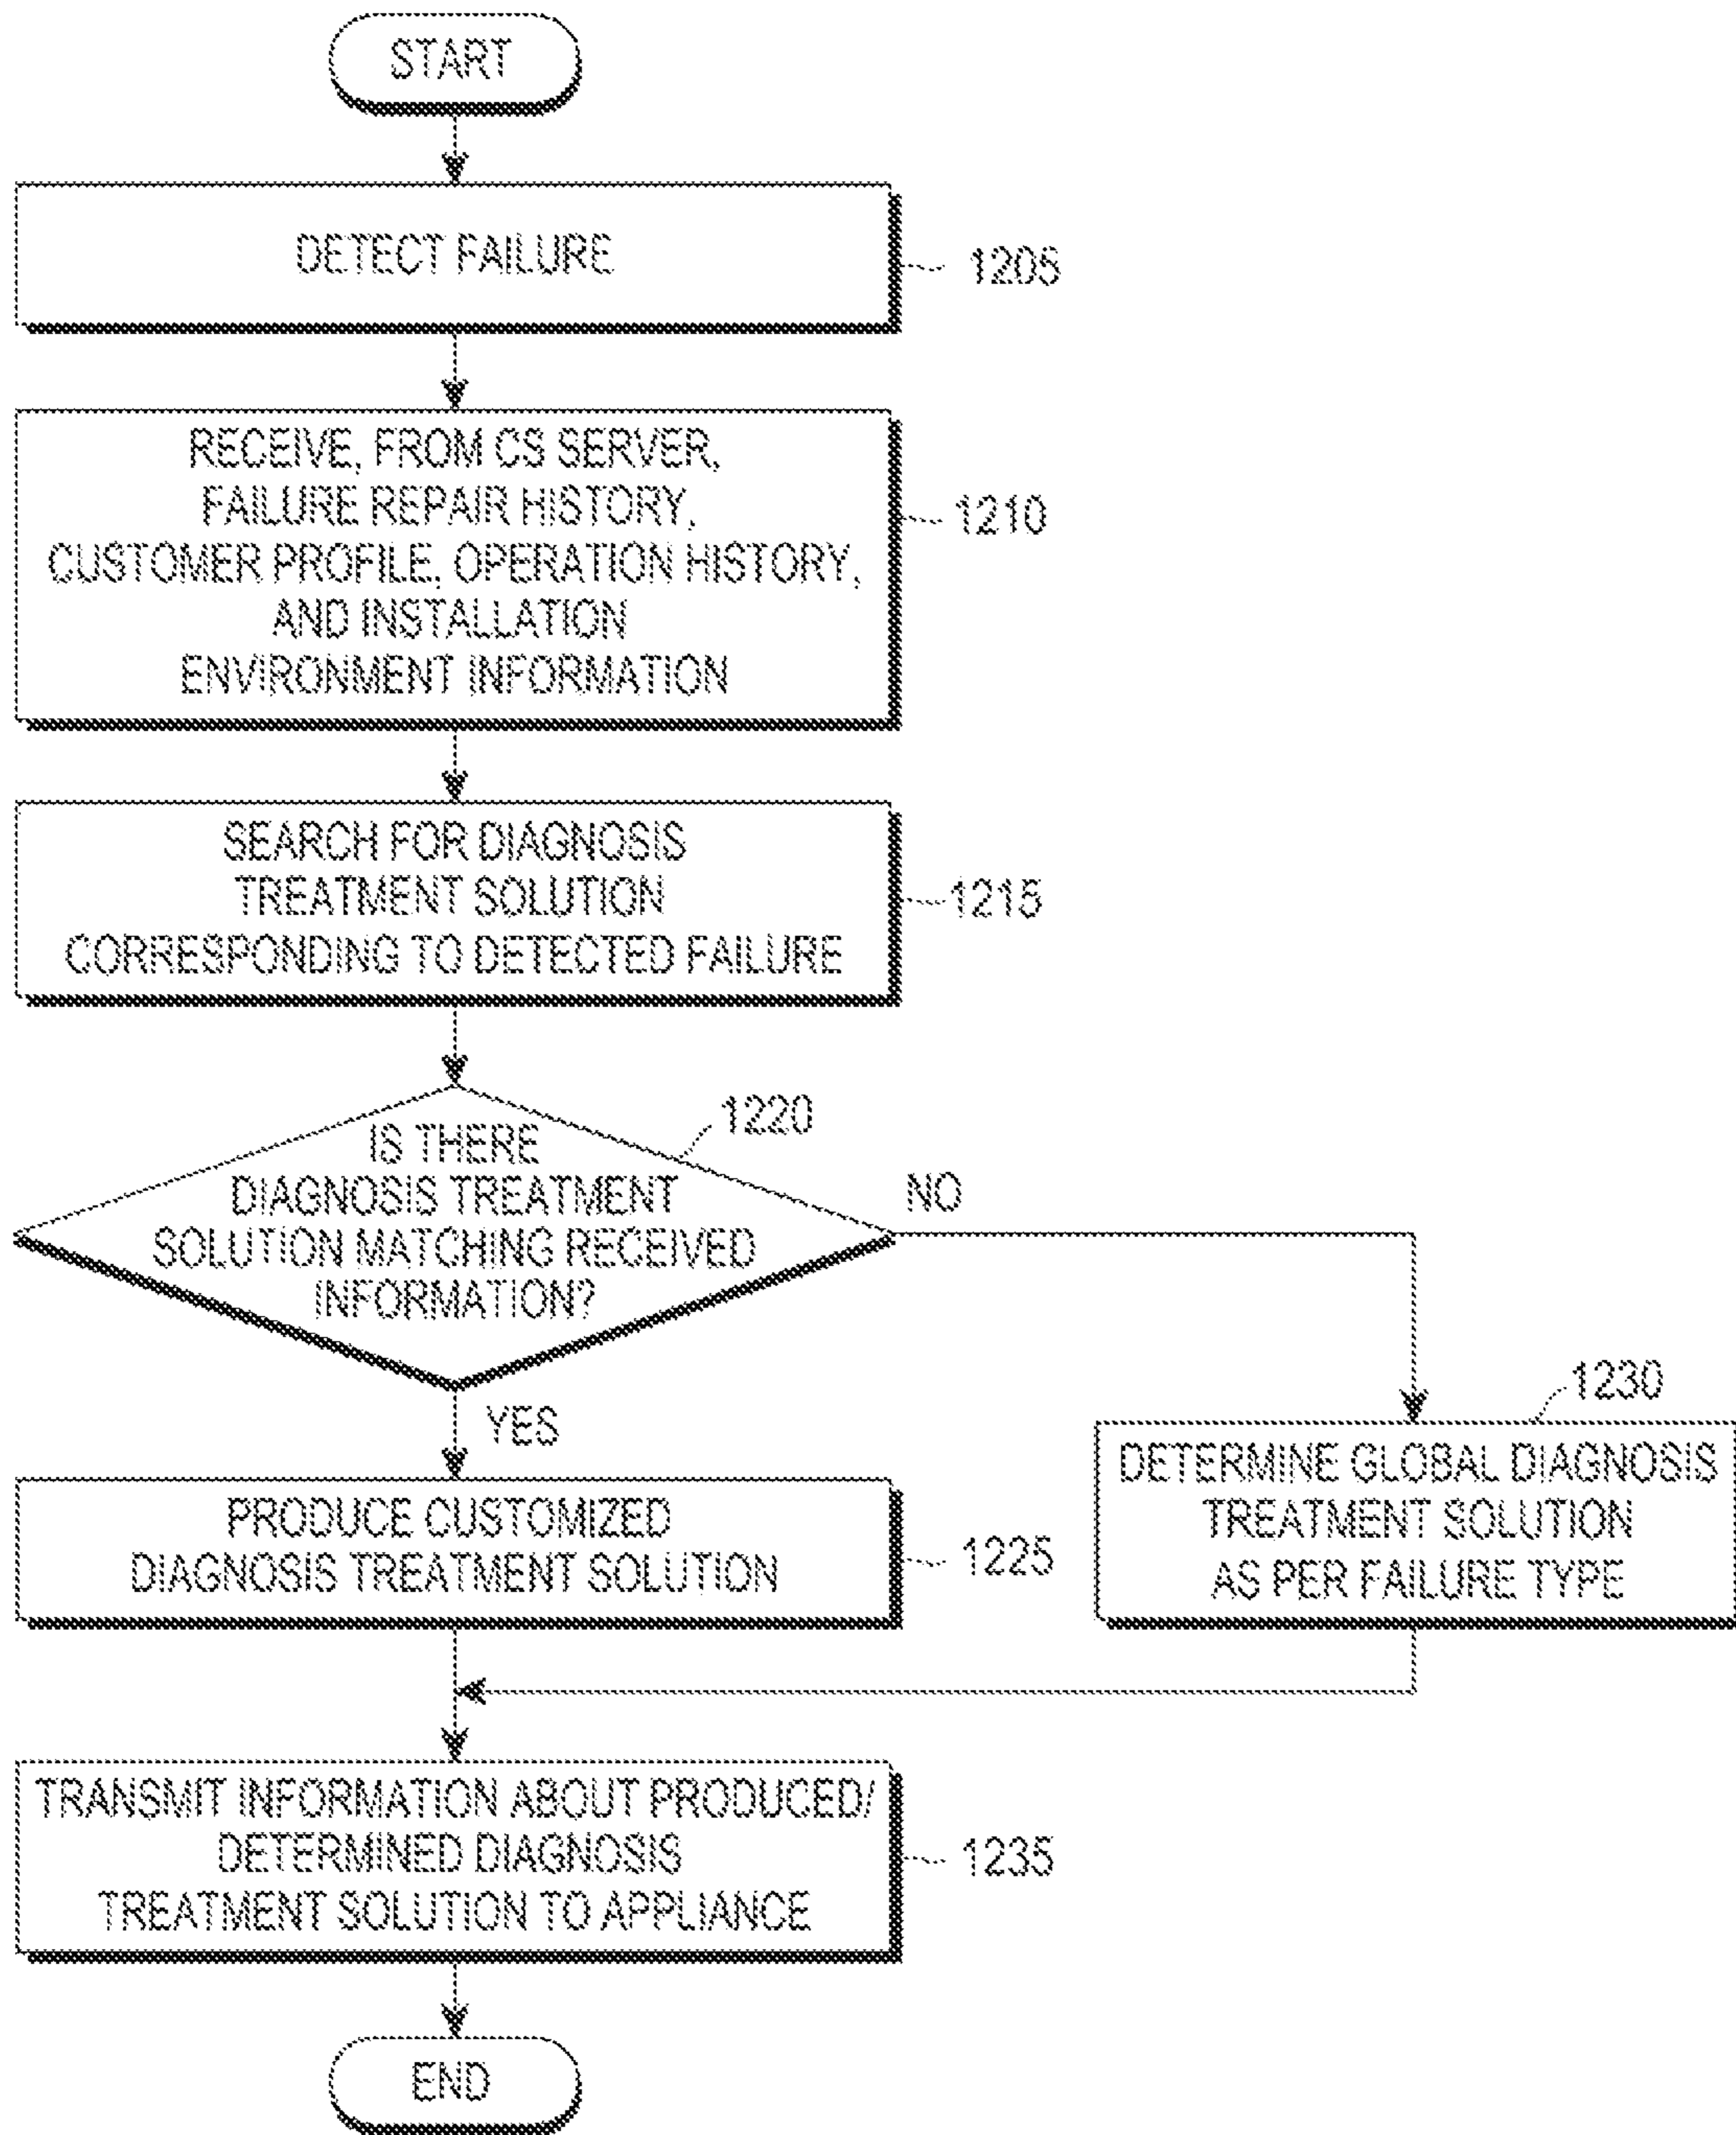 START
DETECT FAILURE
1205
RECEIVE, FROM CS SERVER,
FAILURE REPAIR HISTORY,
CUSTOMER PROFILE, OPERATION HISTORY,
AND INSTALLATION
ENVIRONMENT INFORMATION
1210
SEARCH FOR DIAGNOSIS
TREATMENT SOLUTION
CORRESPONDING TO DETECTED FAILURE
1215
IS THERE
DIAGNOSIS TREATMENT
SOLUTION MATCHING RECEIVED
INFORMATION?
1220
NO
YES
PRODUCE CUSTOMIZED
DIAGNOSIS TREATMENT SOLUTION
1225
1230
DETERMINE GLOBAL DIAGNOSIS
TREATMENT SOLUTION
AS PER FAILURE TYPE
TRANSMIT INFORMATION ABOUT PRODUCED/
DETERMINED DIAGNOSIS
TREATMENT SOLUTION TO APPLIANCE
1235
END